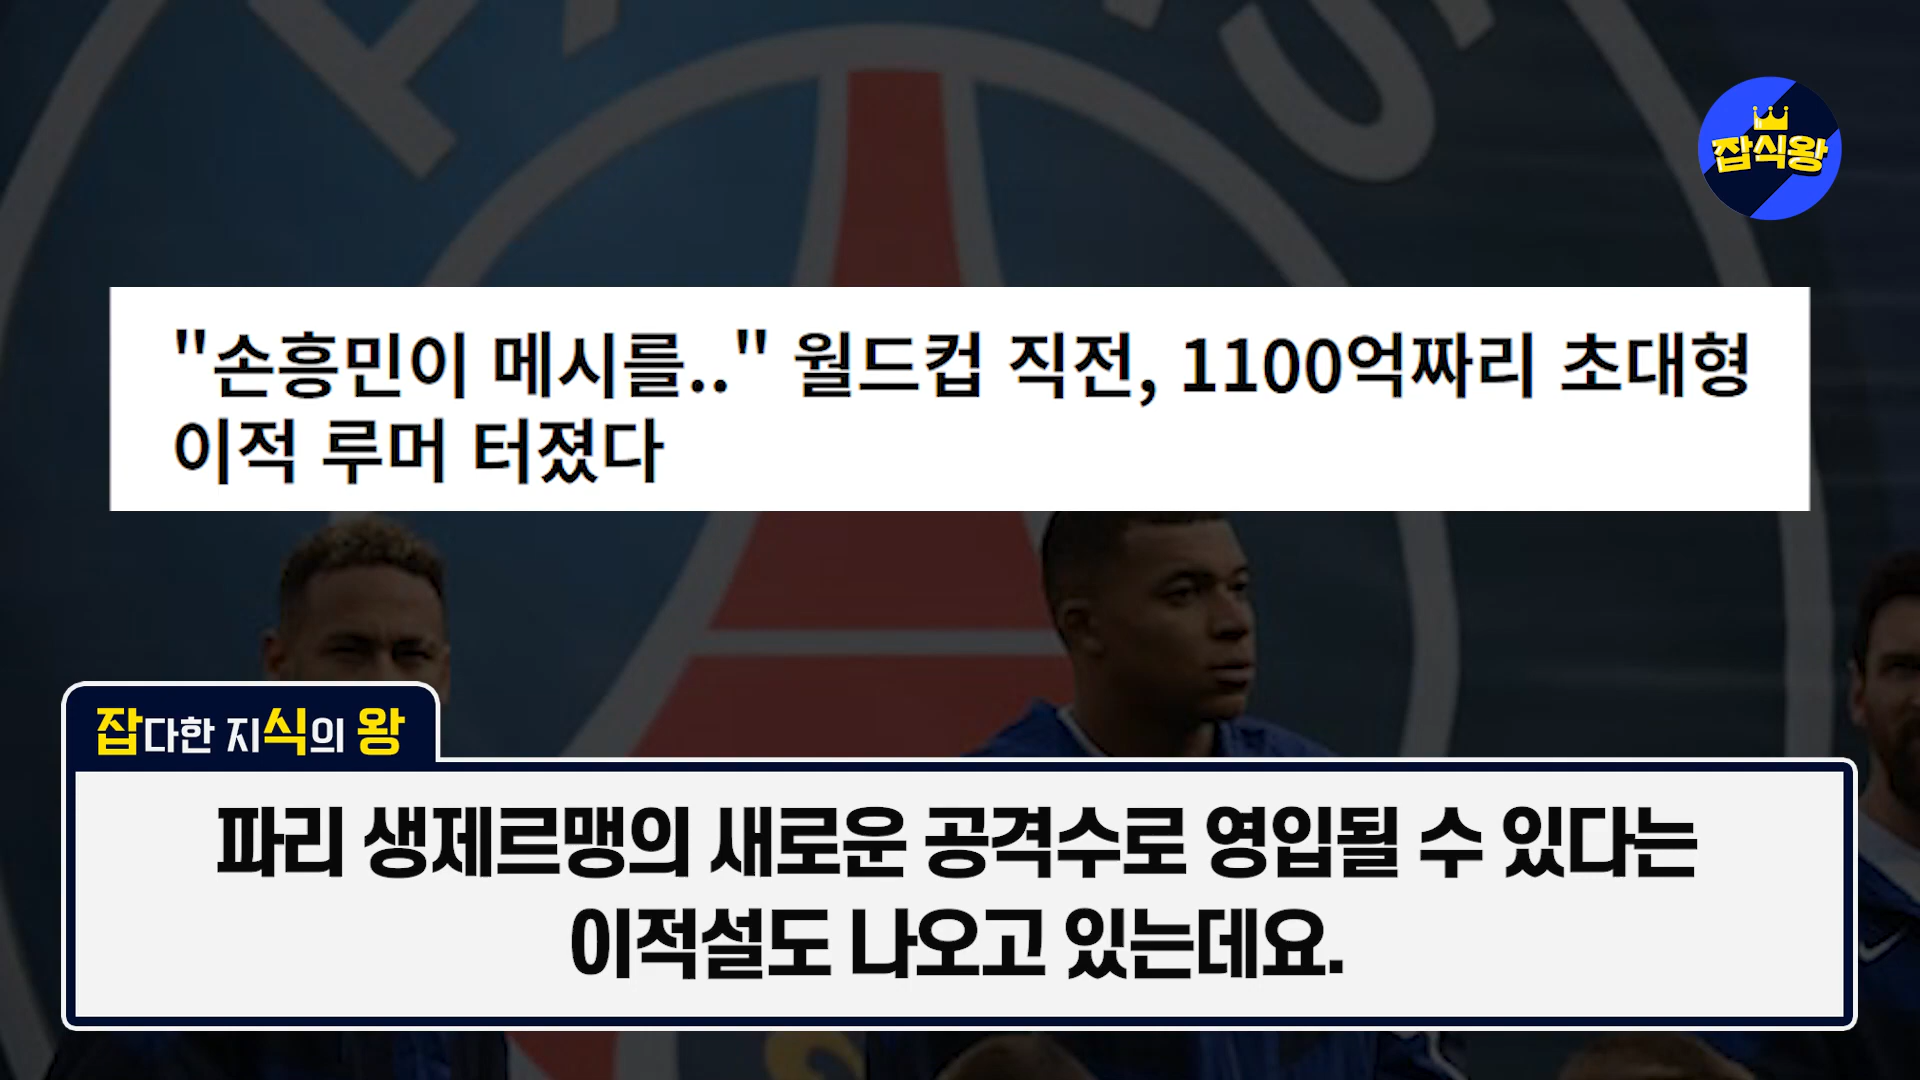 잡식왕
"손흥민이 메시를.." 월드컵 직전, 1100억짜리 초대형
이적 루머 터졌다
잡다한 지식의 왕
파리 생제르맹의 새로운 공격수로 영입될 수 있다는
이적설도 나오고 있는데요.